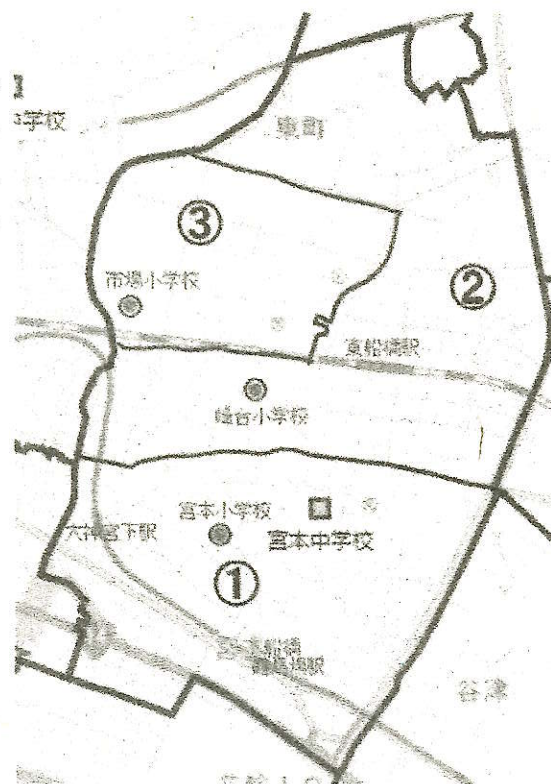 学校
東町
③
市場小学校
②
東船橋駅
峰台小学校
宮本小学校
宮本中学校
大神宮下駅
①
谷津